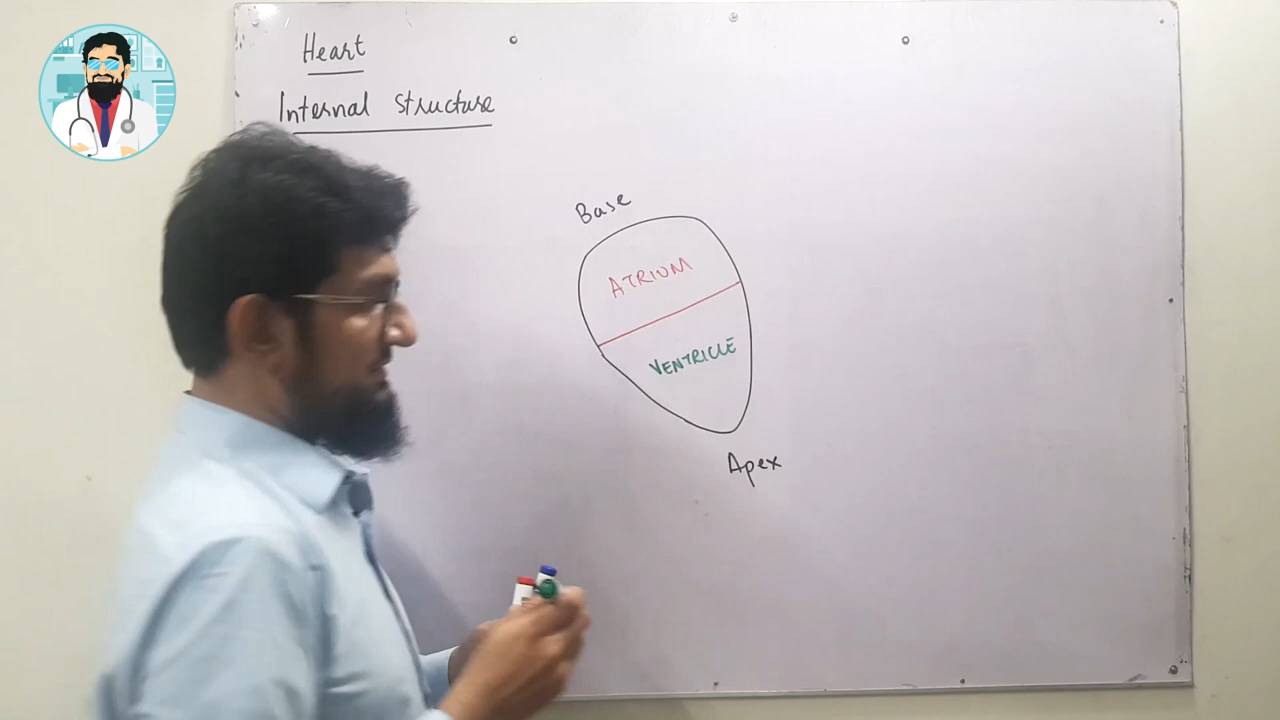 Heart
Internal structure
Base
ATRIUM
VENTRICLE
Apex